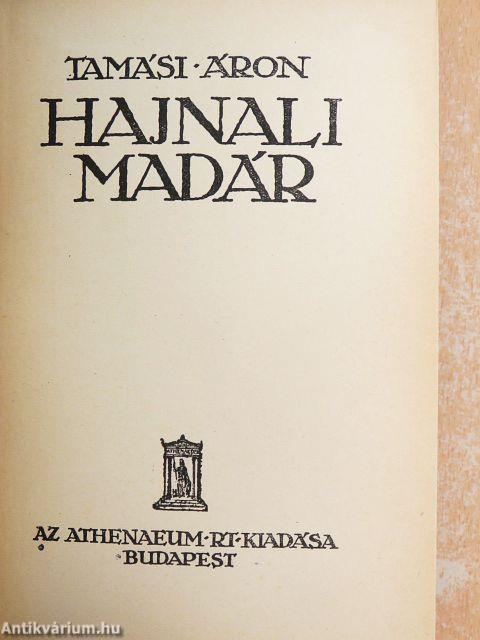 TAMÁSI · ÁRON
HAJNALI
MADÁR
AZ ATHENAEUM · RT · KIADÁSA
BUDAPEST
Antikvárium.hu